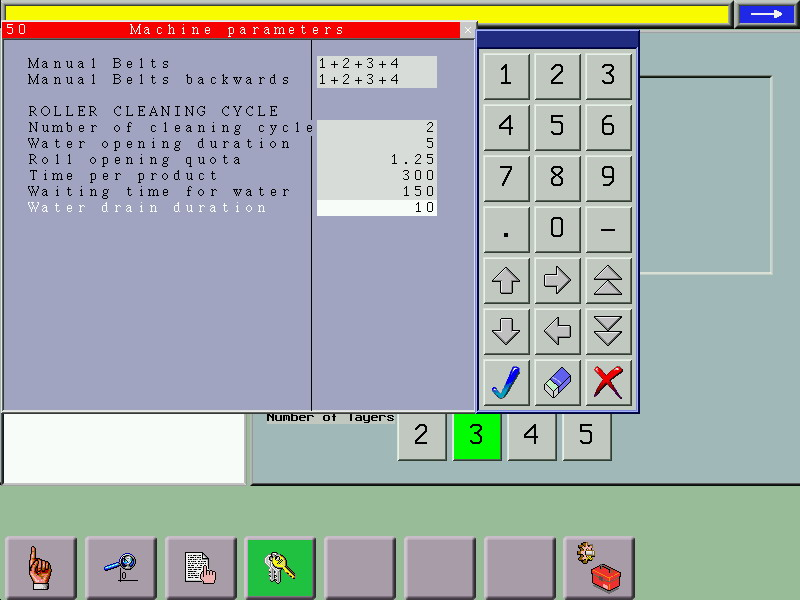 50 Machine parameters
Manual Belts 1+2+3+4
Manual Belts backwards 1+2+3+4
ROLLER CLEANING CYCLE
Number of cleaning cycle 2
Water opening duration 5
Roll opening quota 1.25
Time per product 300
Waiting time for water 150
Water drain duration 10
1 2 3
4 5 6
7 8 9
. 0 –
Number of layers 2 3 4 5